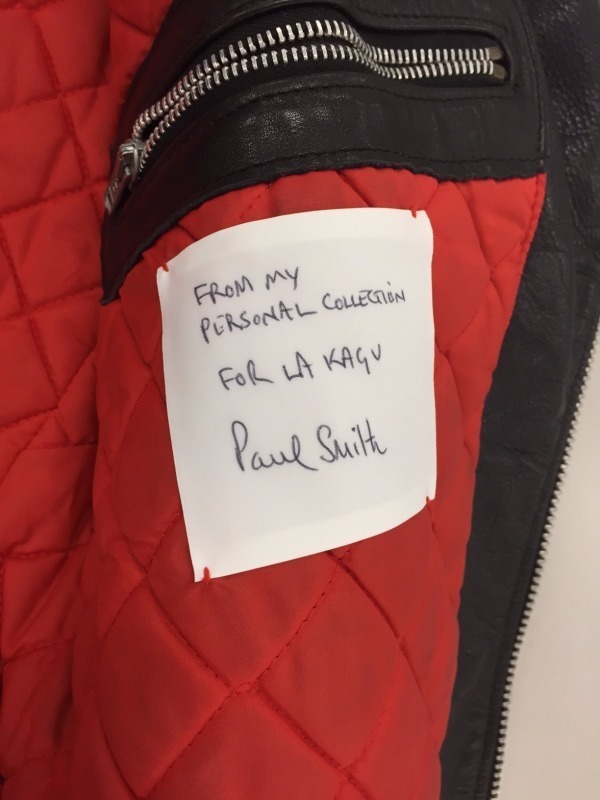 FROM MY
PERSONAL COLLECTION
FOR LA KAGU
Paul Smith